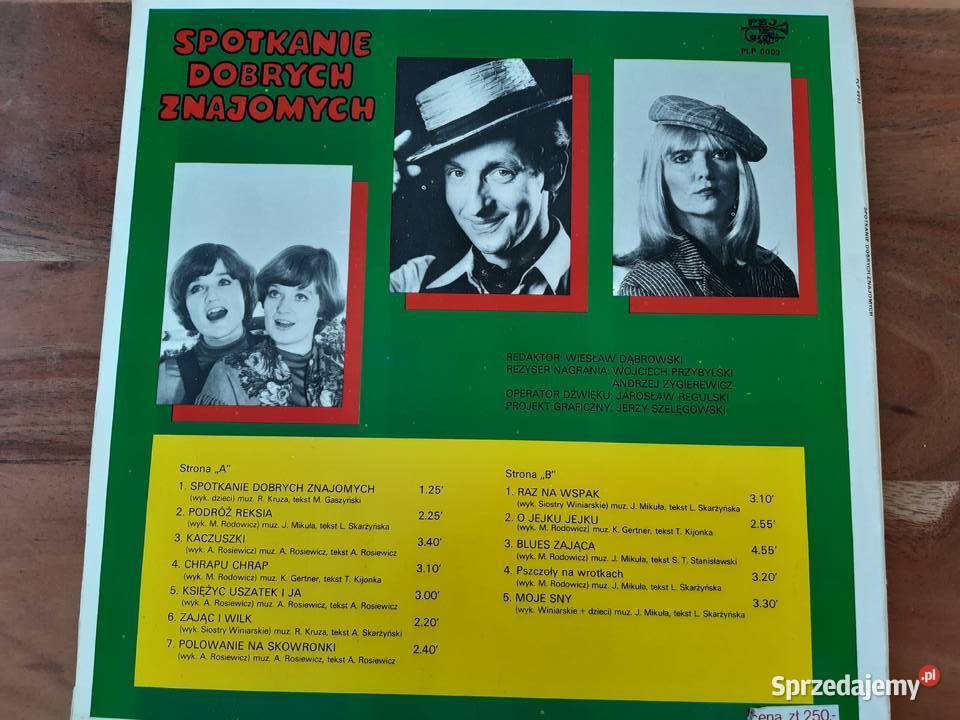 SPOTKANIE
DOBRYCH
ZNAJOMYCH
PLP 0003
SPOTKANIE DOBRYCH ZNAJOMYCH
REDAKTOR: WIESŁAW DĄBROWSKI
REŻYSER NAGRANIA: WOJCIECH PRZYBYLSKI
ANDRZEJ ZYGIEREWICZ
OPERATOR DŹWIĘKU: JAROSŁAW REGULSKI
PROJEKT GRAFICZNY: JERZY SZELĘGOWSKI
Strona „A"
1. SPOTKANIE DOBRYCH ZNAJOMYCH 1.25'
(wyk. dzieci) muz. R. Kruza, tekst M. Gaszyński
2. PODRÓŻ REKSIA 2.25'
(wyk. M. Rodowicz) muz. J. Mikuła, tekst L. Skarżyńska
3. KACZUSZKI 3.40'
(wyk. A. Rosiewicz) muz. A. Rosiewicz, tekst A. Rosiewicz
4. CHRAPU CHRAP 3.10'
(wyk. M. Rodowicz) muz. K. Gertner, tekst T. Kijonka
5. KSIĘŻYC USZATEK I JA 3.00'
(wyk. A. Rosiewicz) muz. A. Rosiewicz, tekst A. Rosiewicz
6. ZAJĄC I WILK 2.20'
(wyk. Siostry Winiarskie) muz. R. Kruza, tekst A. Skarżyński
7. POLOWANIE NA SKOWRONKI 2.40'
(wyk. A. Rosiewicz) muz. A. Rosiewicz, tekst A. Rosiewicz
Strona „B"
1. RAZ NA WSPAK 3.10'
(wyk. Siostry Winiarskie) muz. J. Mikuła, tekst L. Skarżyńska
2. O JEJKU JEJKU 2.55'
(wyk. M. Rodowicz) muz. K. Gertner, tekst T. Kijonka
3. BLUES ZAJĄCA 4.55'
(wyk. M. Rodowicz) muz. J. Mikuła, tekst S. T. Stanisławski
4. Pszczoły na wrotkach 3.20'
(wyk. M. Rodowicz) muz. J. Mikuła, tekst L. Skarżyńska
5. MOJE SNY 3.30'
(wyk. Winiarskie + dzieci) muz. J. Mikuła, tekst L. Skarżyńska
Sprzedajemy.pl
cena zł 250,-